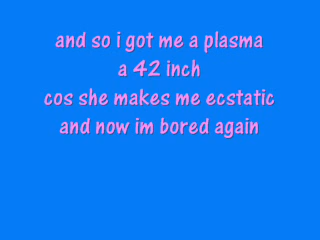 and so i got me a plasma
a 42 inch
cos she makes me ecstatic
and now im bored again